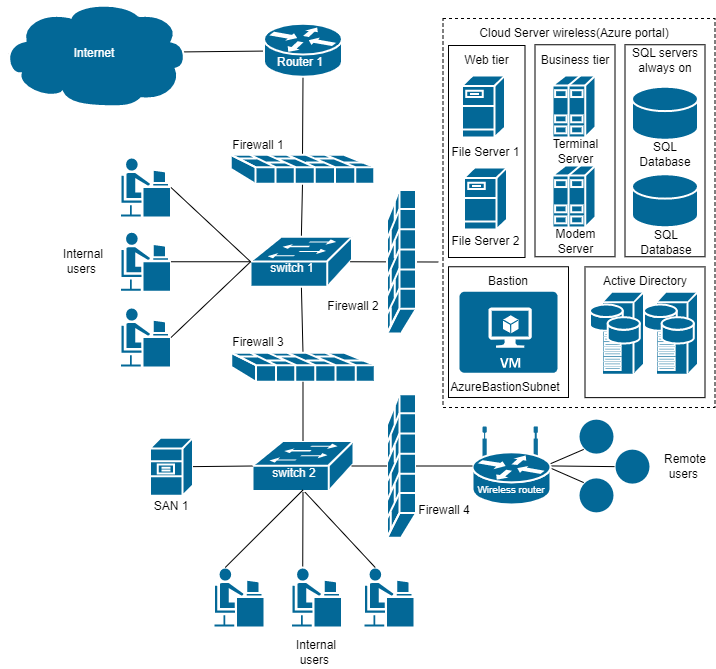 Internet
Router 1
Cloud Server wireless(Azure portal)
Web tier
File Server 1
File Server 2
Business tier
Terminal
Server
Modem
Server
SQL servers
always on
SQL
Database
SQL
Database
Firewall 1
Internal
users
switch 1
Firewall 2
Bastion
VM
AzureBastionSubnet
Active Directory
Firewall 3
SAN 1
switch 2
Firewall 4
Wireless router
Remote
users
Internal
users